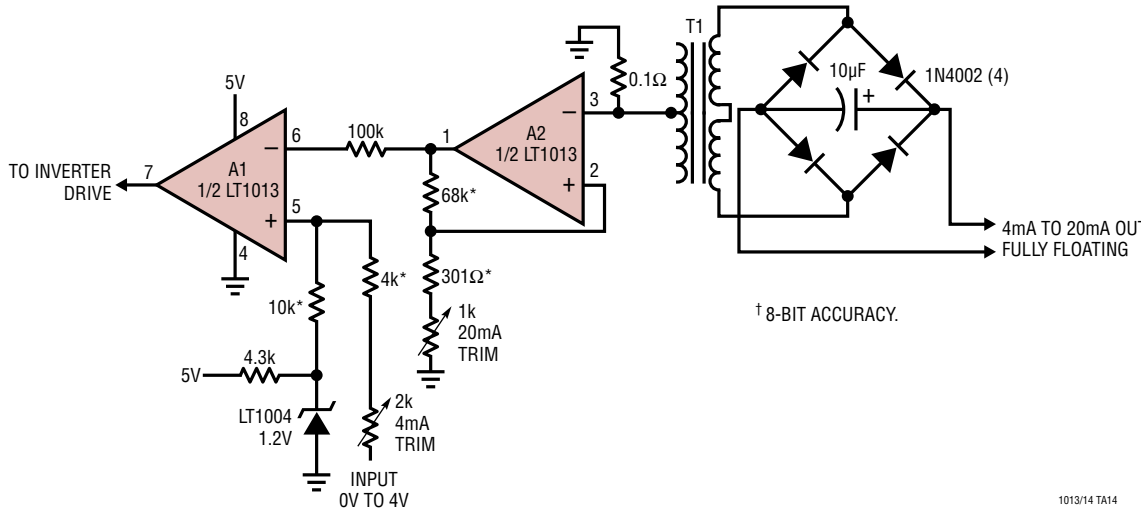 T1
0.1Ω
10µF
+
1N4002 (4)
5V
8
6
–
100k
1
A2
1/2 LT1013
3
–
2
+
TO INVERTER
DRIVE
7
A1
1/2 LT1013
5
+
4
68k*
4k*
301Ω*
10k*
1k
20mA
TRIM
4.3k
5V
LT1004
1.2V
2k
4mA
TRIM
INPUT
0V TO 4V
4mA TO 20mA OUT
FULLY FLOATING
† 8-BIT ACCURACY.
1013/14 TA14